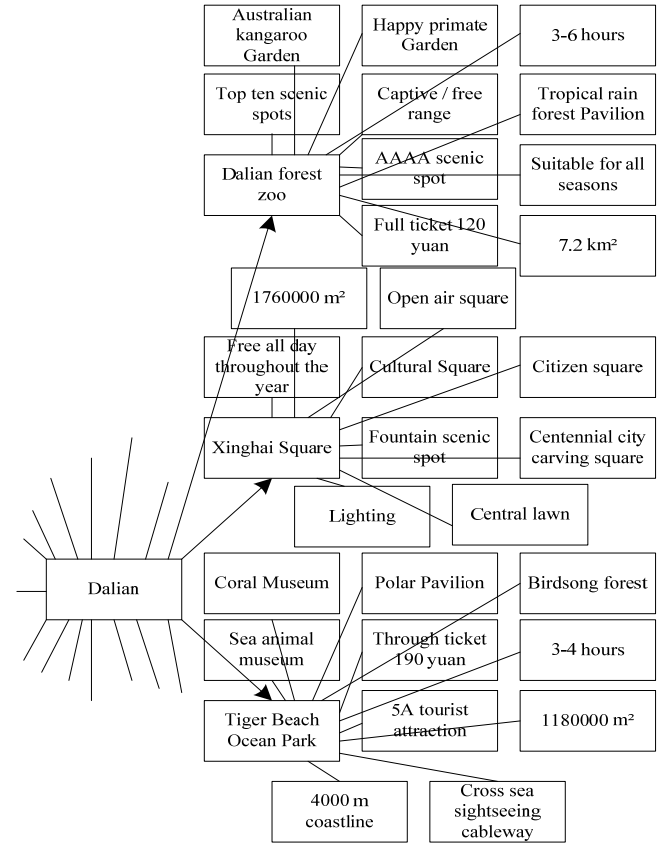 Australian
kangaroo
Garden
Happy primate
Garden
3-6 hours
Top ten scenic
spots
Captive / free
range
Tropical rain
forest Pavilion
Dalian forest
zoo
AAAA scenic
spot
Suitable for all
seasons
Full ticket 120
yuan
7.2 km²
1760000 m²
Open air square
Free all day
throughout the
year
Cultural Square
Citizen square
Xinghai Square
Fountain scenic
spot
Centennial city
carving square
Lighting
Central lawn
Dalian
Coral Museum
Polar Pavilion
Birdsong forest
Sea animal
museum
Through ticket
190 yuan
3-4 hours
Tiger Beach
Ocean Park
5A tourist
attraction
1180000 m²
4000 m
coastline
Cross sea
sightseeing
cableway